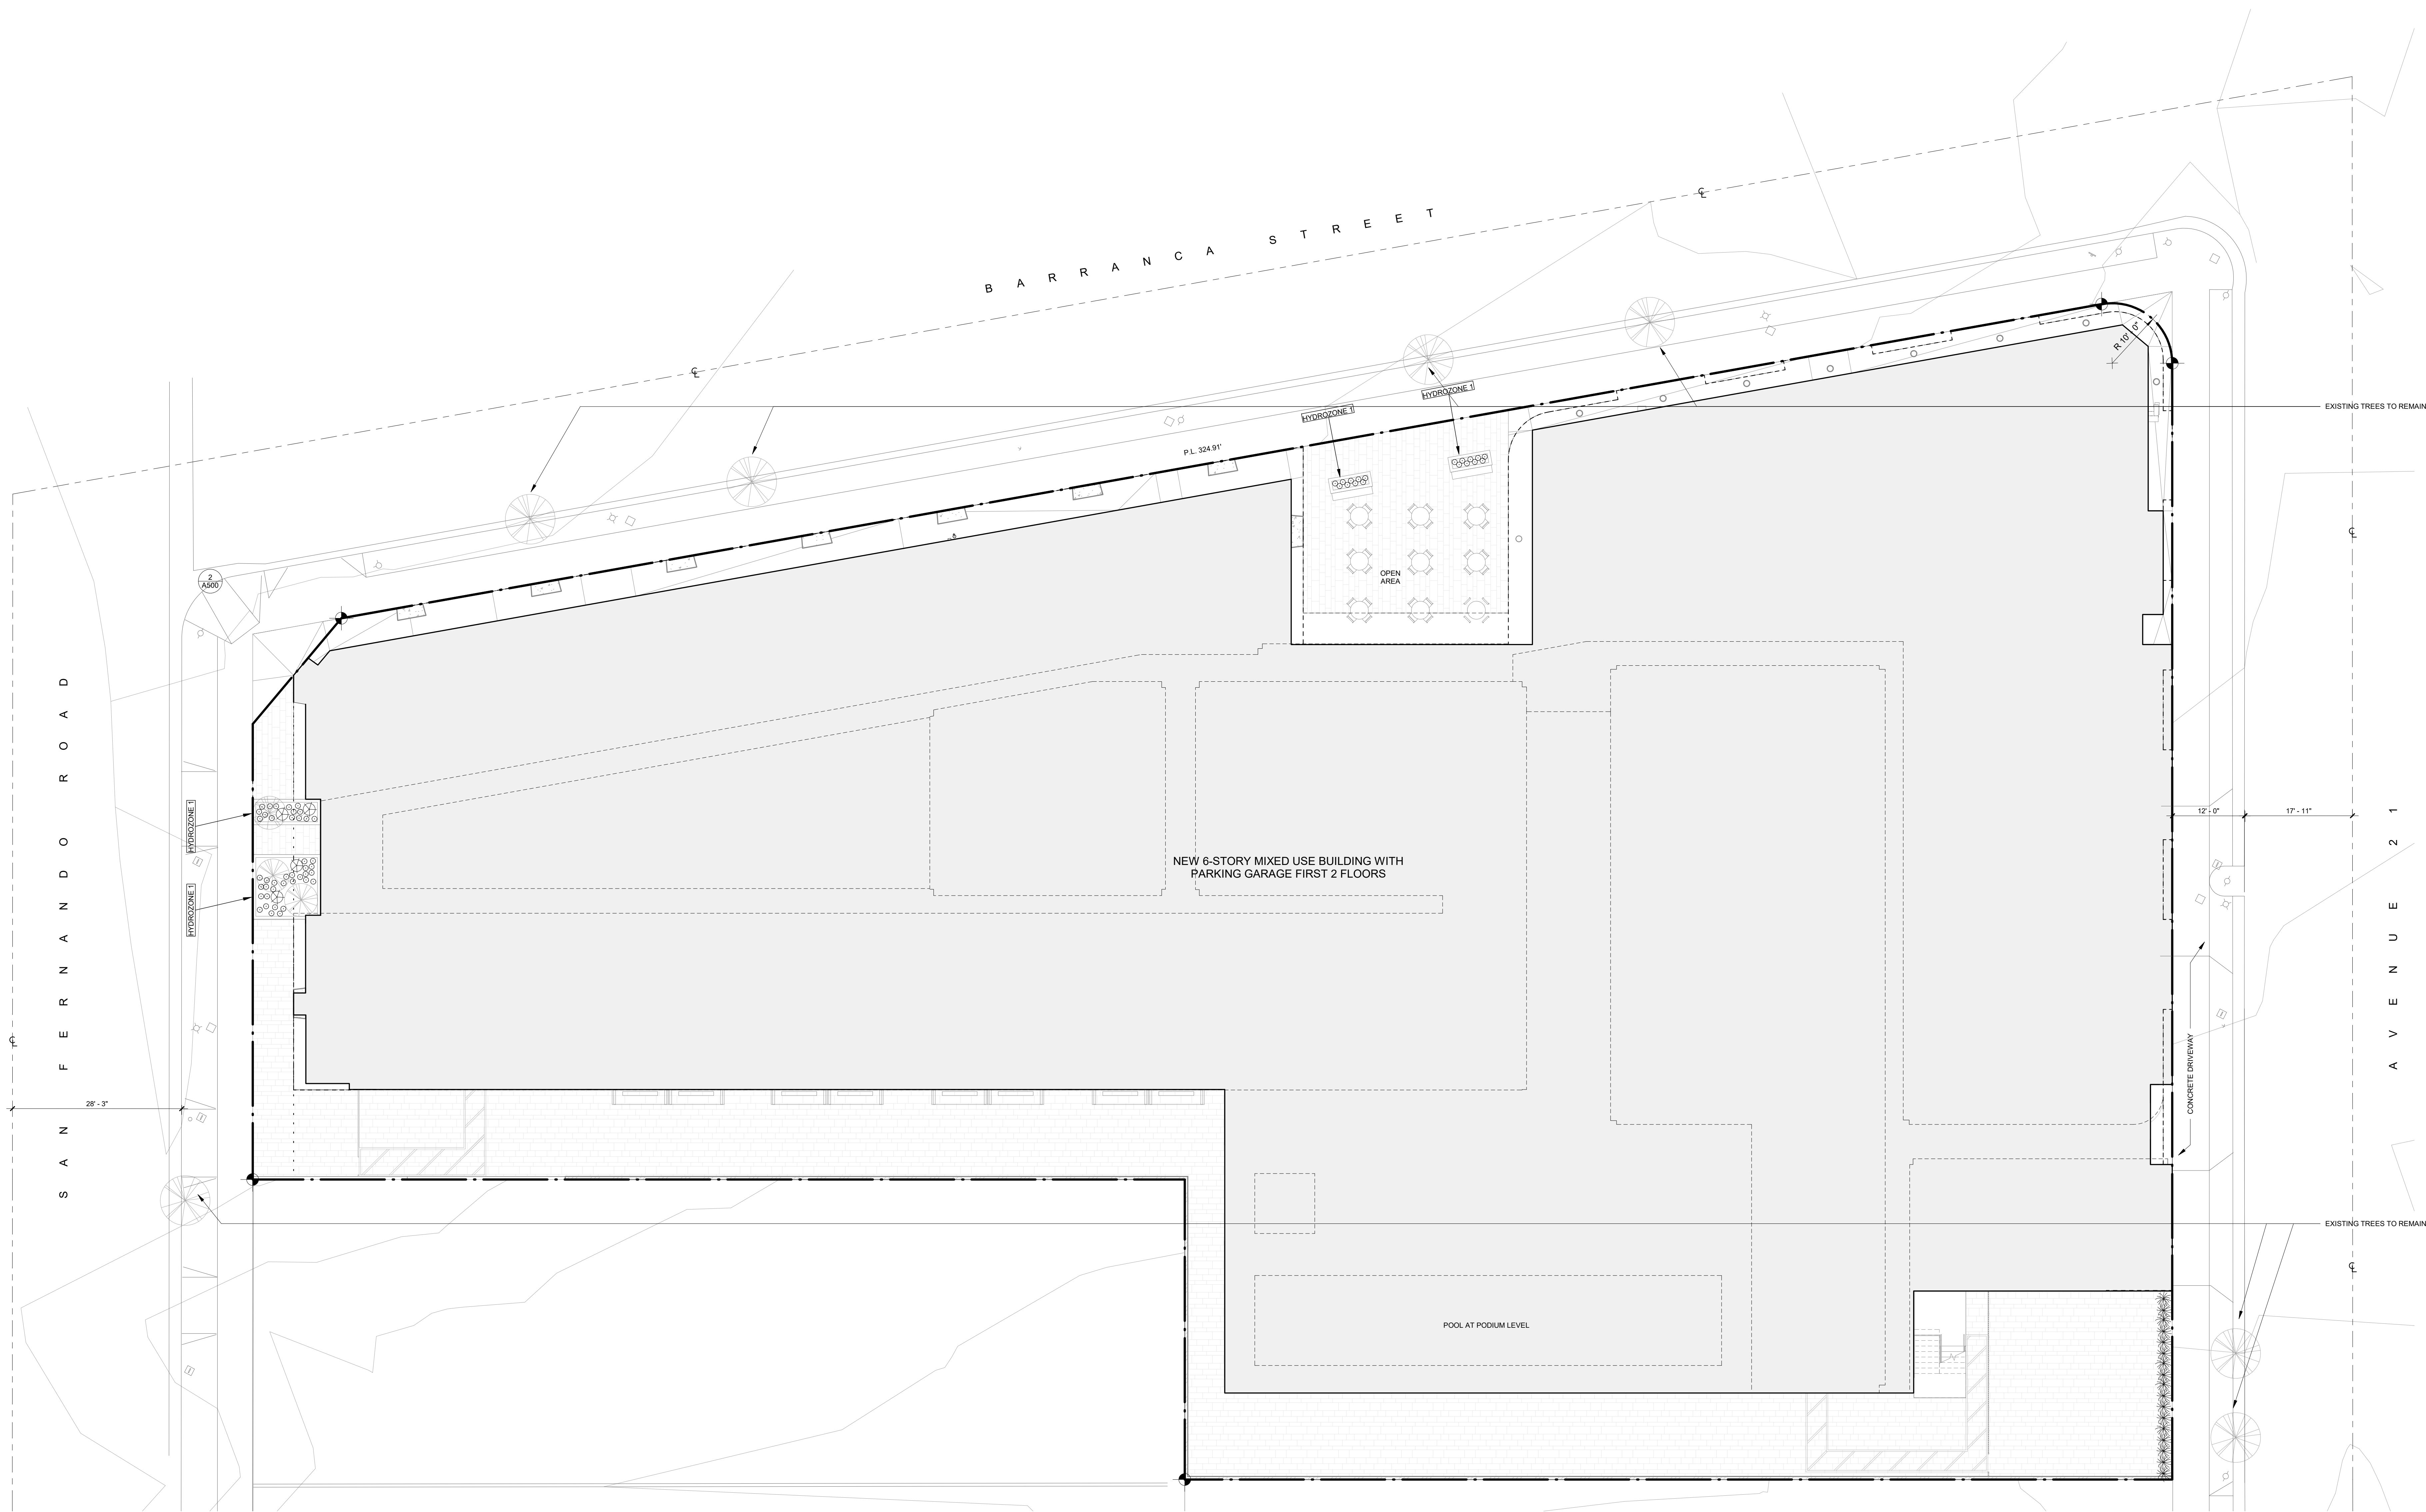 BARRANCA STREET
R 10' 0"
HYDROZONE 1
HYDROZONE 1
EXISTING TREES TO REMAIN
P.L. 324.91'
2
A500
OPEN
AREA
SAN FERNANDO ROAD
HYDROZONE 1
HYDROZONE 1
12' - 0"
17' - 11"
AVENUE 21
NEW 6-STORY MIXED USE BUILDING WITH
PARKING GARAGE FIRST 2 FLOORS
CONCRETE DRIVEWAY
28' - 3"
EXISTING TREES TO REMAIN
POOL AT PODIUM LEVEL